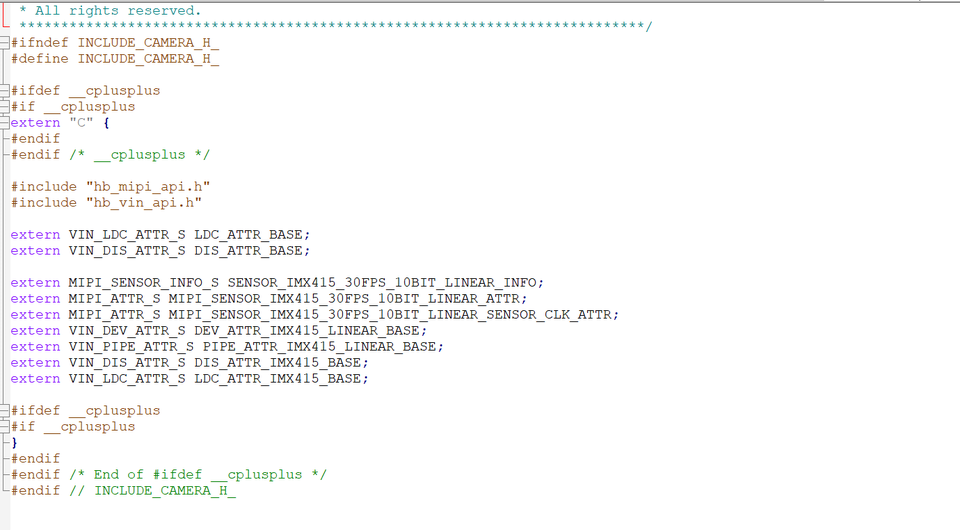 * All rights reserved.
***************************************************************************/
#ifndef INCLUDE_CAMERA_H_
#define INCLUDE_CAMERA_H_
#ifdef __cplusplus
#if __cplusplus
extern "C" {
#endif
#endif /* __cplusplus */
#include "hb_mipi_api.h"
#include "hb_vin_api.h"
extern VIN_LDC_ATTR_S LDC_ATTR_BASE;
extern VIN_DIS_ATTR_S DIS_ATTR_BASE;
extern MIPI_SENSOR_INFO_S SENSOR_IMX415_30FPS_10BIT_LINEAR_INFO;
extern MIPI_ATTR_S MIPI_SENSOR_IMX415_30FPS_10BIT_LINEAR_ATTR;
extern MIPI_ATTR_S MIPI_SENSOR_IMX415_30FPS_10BIT_LINEAR_SENSOR_CLK_ATTR;
extern VIN_DEV_ATTR_S DEV_ATTR_IMX415_LINEAR_BASE;
extern VIN_PIPE_ATTR_S PIPE_ATTR_IMX415_LINEAR_BASE;
extern VIN_DIS_ATTR_S DIS_ATTR_IMX415_BASE;
extern VIN_LDC_ATTR_S LDC_ATTR_IMX415_BASE;
#ifdef __cplusplus
#if __cplusplus
}
#endif
#endif /* End of #ifdef __cplusplus */
#endif // INCLUDE_CAMERA_H_